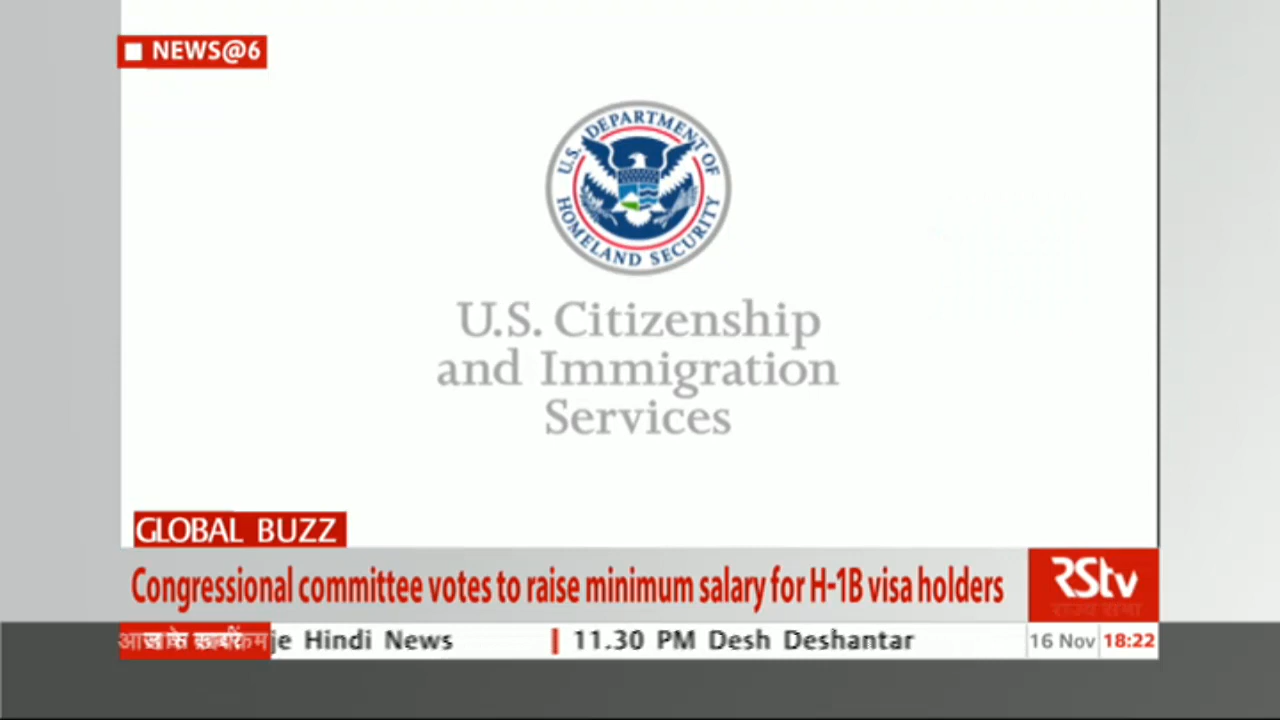 NEWS@6
U.S. DEPARTMENT OF HOMELAND SECURITY
U.S. Citizenship
and Immigration
Services
GLOBAL BUZZ
Congressional committee votes to raise minimum salary for H-1B visa holders
RStv
राज्य सभा
je Hindi News | 11.30 PM Desh Deshantar
16 Nov 18:22